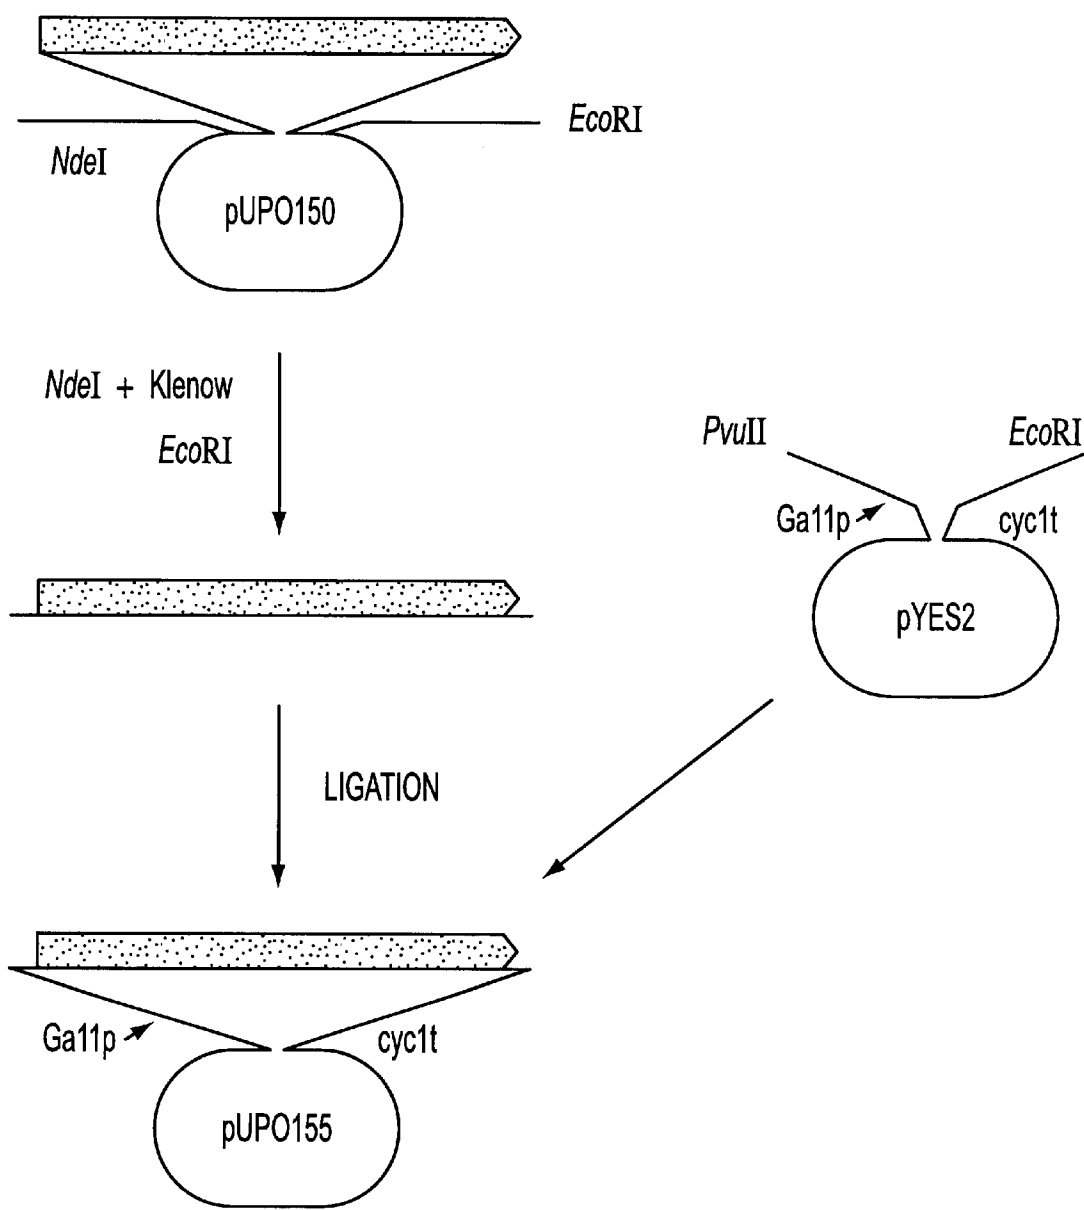 EcoRI
NdeI
pUPO150
NdeI + Klenow
EcoRI
PvuII
EcoRI
Ga11p
cyc1t
pYES2
LIGATION
Ga11p
cyc1t
pUPO155